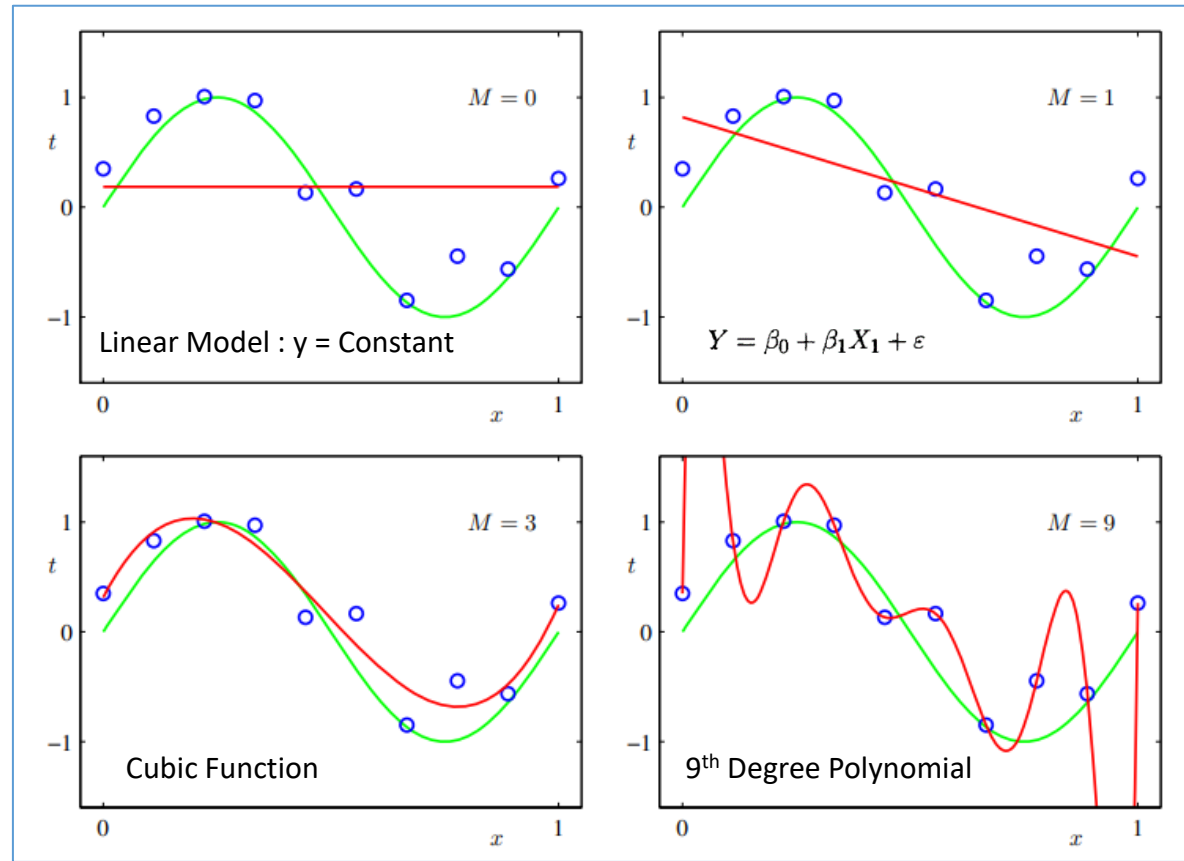 M = 0
1
t
0
−1
Linear Model : y = Constant
0
x
1
M = 1
1
t
0
−1
Y = β₀ + β₁X₁ + ε
0
x
1
M = 3
1
t
0
−1
Cubic Function
0
x
1
M = 9
1
t
0
−1
9th Degree Polynomial
0
x
1